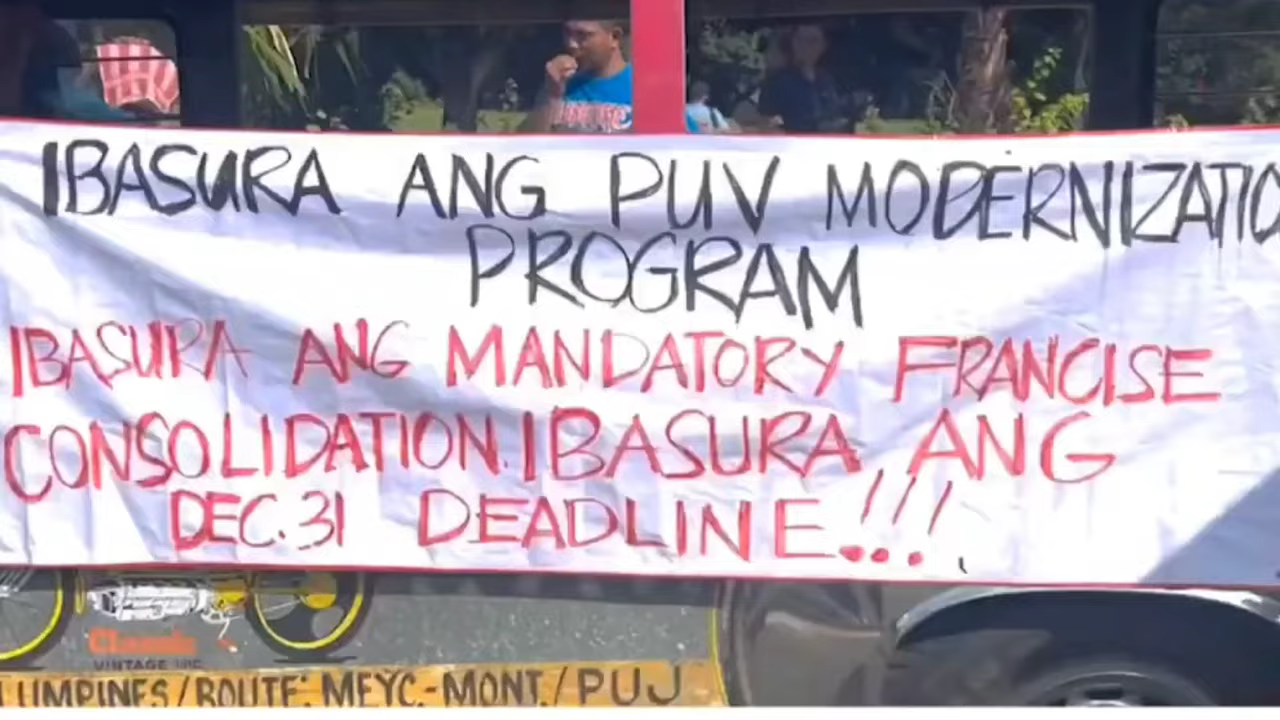 IBASURA ANG PUV MODERNIZATIO
PROGRAM
IBASURA ANG MANDATORY FRANCISE
CONSOLIDATION. IBASURA, ANG
DEC. 31 DEADLINE!!!
Classic
VINTAGE INC.
LUMPINES/ROUTE: MEYC.-MONT./PUJ